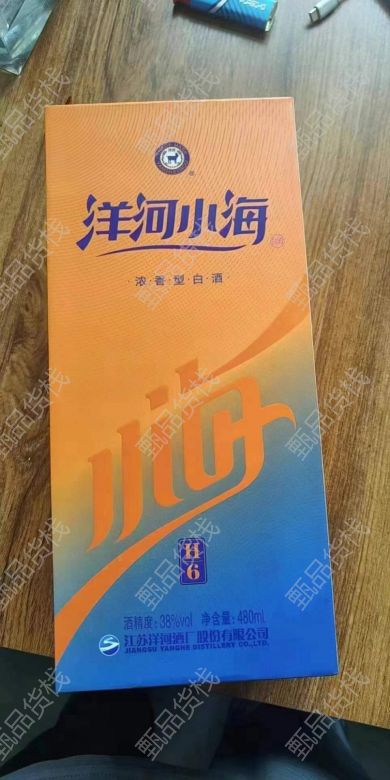 洋河小海
浓·香·型·白·酒
小海
H
6
酒精度：38%vol 净含量：480mL
江苏洋河酒厂股份有限公司
JIANGSU YANGHE DISTILLERY CO.,LTD.
甄品货栈